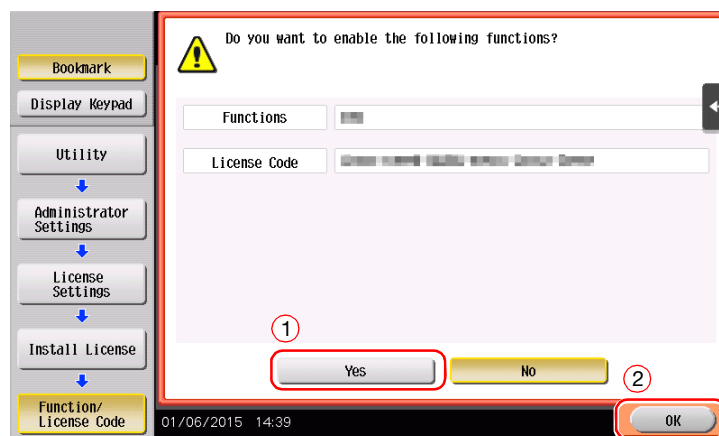 Do you want to enable the following functions?
Bookmark
Display Keypad
Utility
Administrator
Settings
License
Settings
Install License
Function/
License Code
Functions
License Code
1
Yes
No
2
01/06/2015 14:39
OK